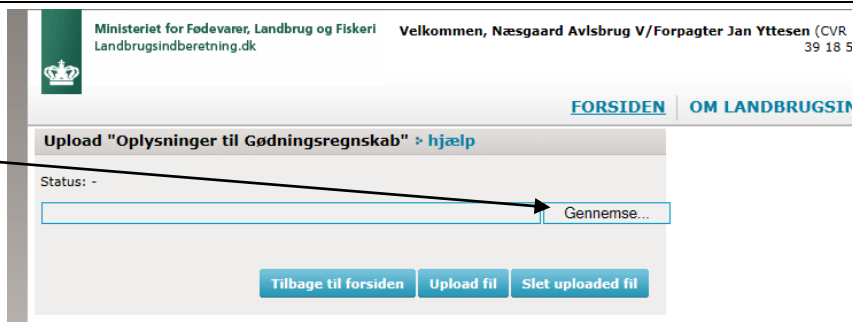 Ministeriet for Fødevarer, Landbrug og Fiskeri
Landbrugsindberetning.dk
Velkommen, Næsgaard Avlsbrug V/Forpagter Jan Yttesen (CVR
39 18 5
FORSIDEN
OM LANDBRUGSIN
Upload "Oplysninger til Gødningsregnskab" hjælp
Status: -
Gennemse...
Tilbage til forsiden
Upload fil
Slet uploaded fil